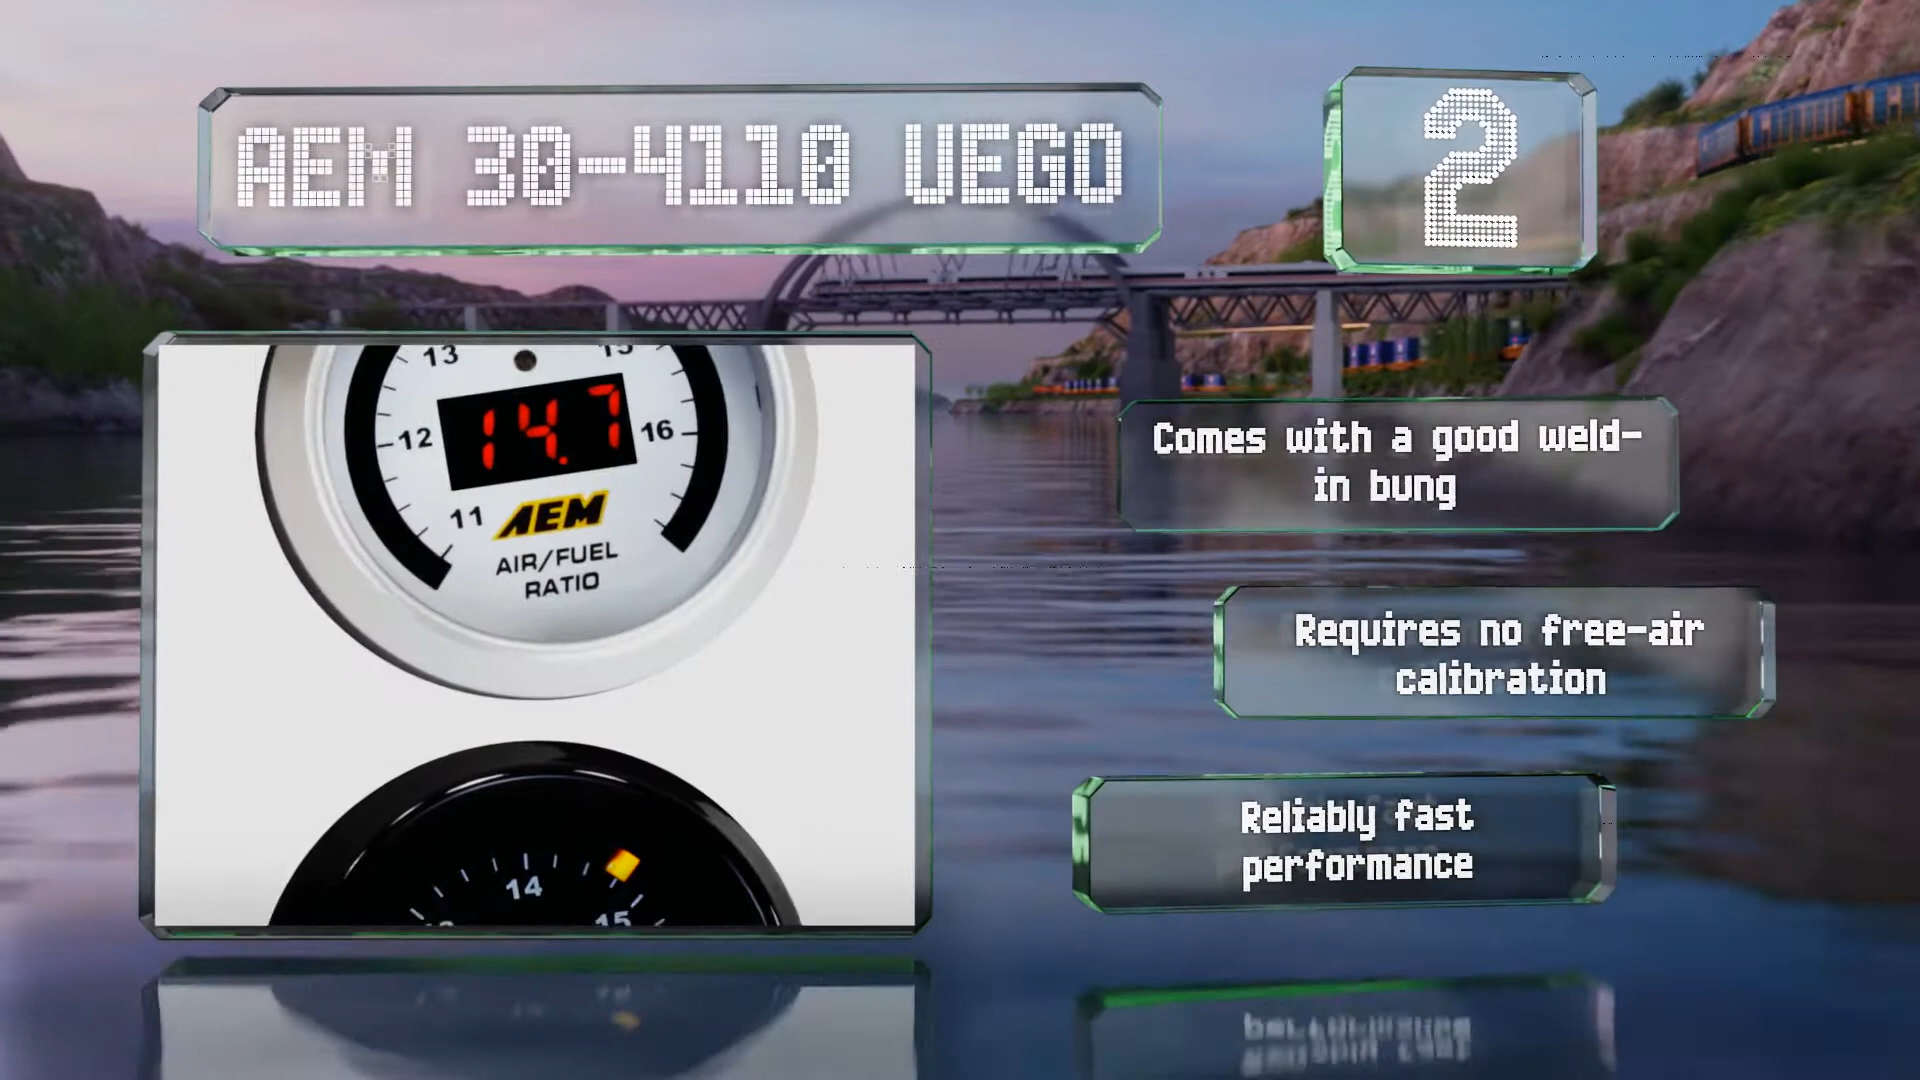 AEM 30-4110 UEGO
2
13
15
14.7
12
16
11
AEM
AIR/FUEL
RATIO
14
15
Comes with a good weld-
in bung
Requires no free-air
calibration
Reliably fast
performance